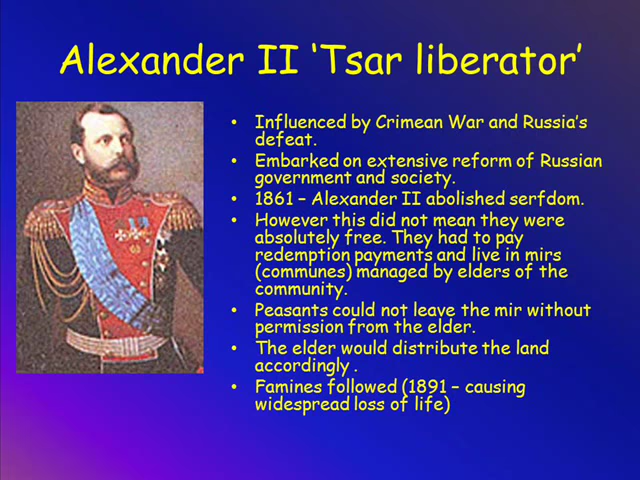 Alexander II ‘Tsar liberator’
• Influenced by Crimean War and Russia’s
defeat.
• Embarked on extensive reform of Russian
government and society.
• 1861 – Alexander II abolished serfdom.
• However this did not mean they were
absolutely free. They had to pay
redemption payments and live in mirs
(communes) managed by elders of the
community.
• Peasants could not leave the mir without
permission from the elder.
• The elder would distribute the land
accordingly .
• Famines followed (1891 – causing
widespread loss of life)